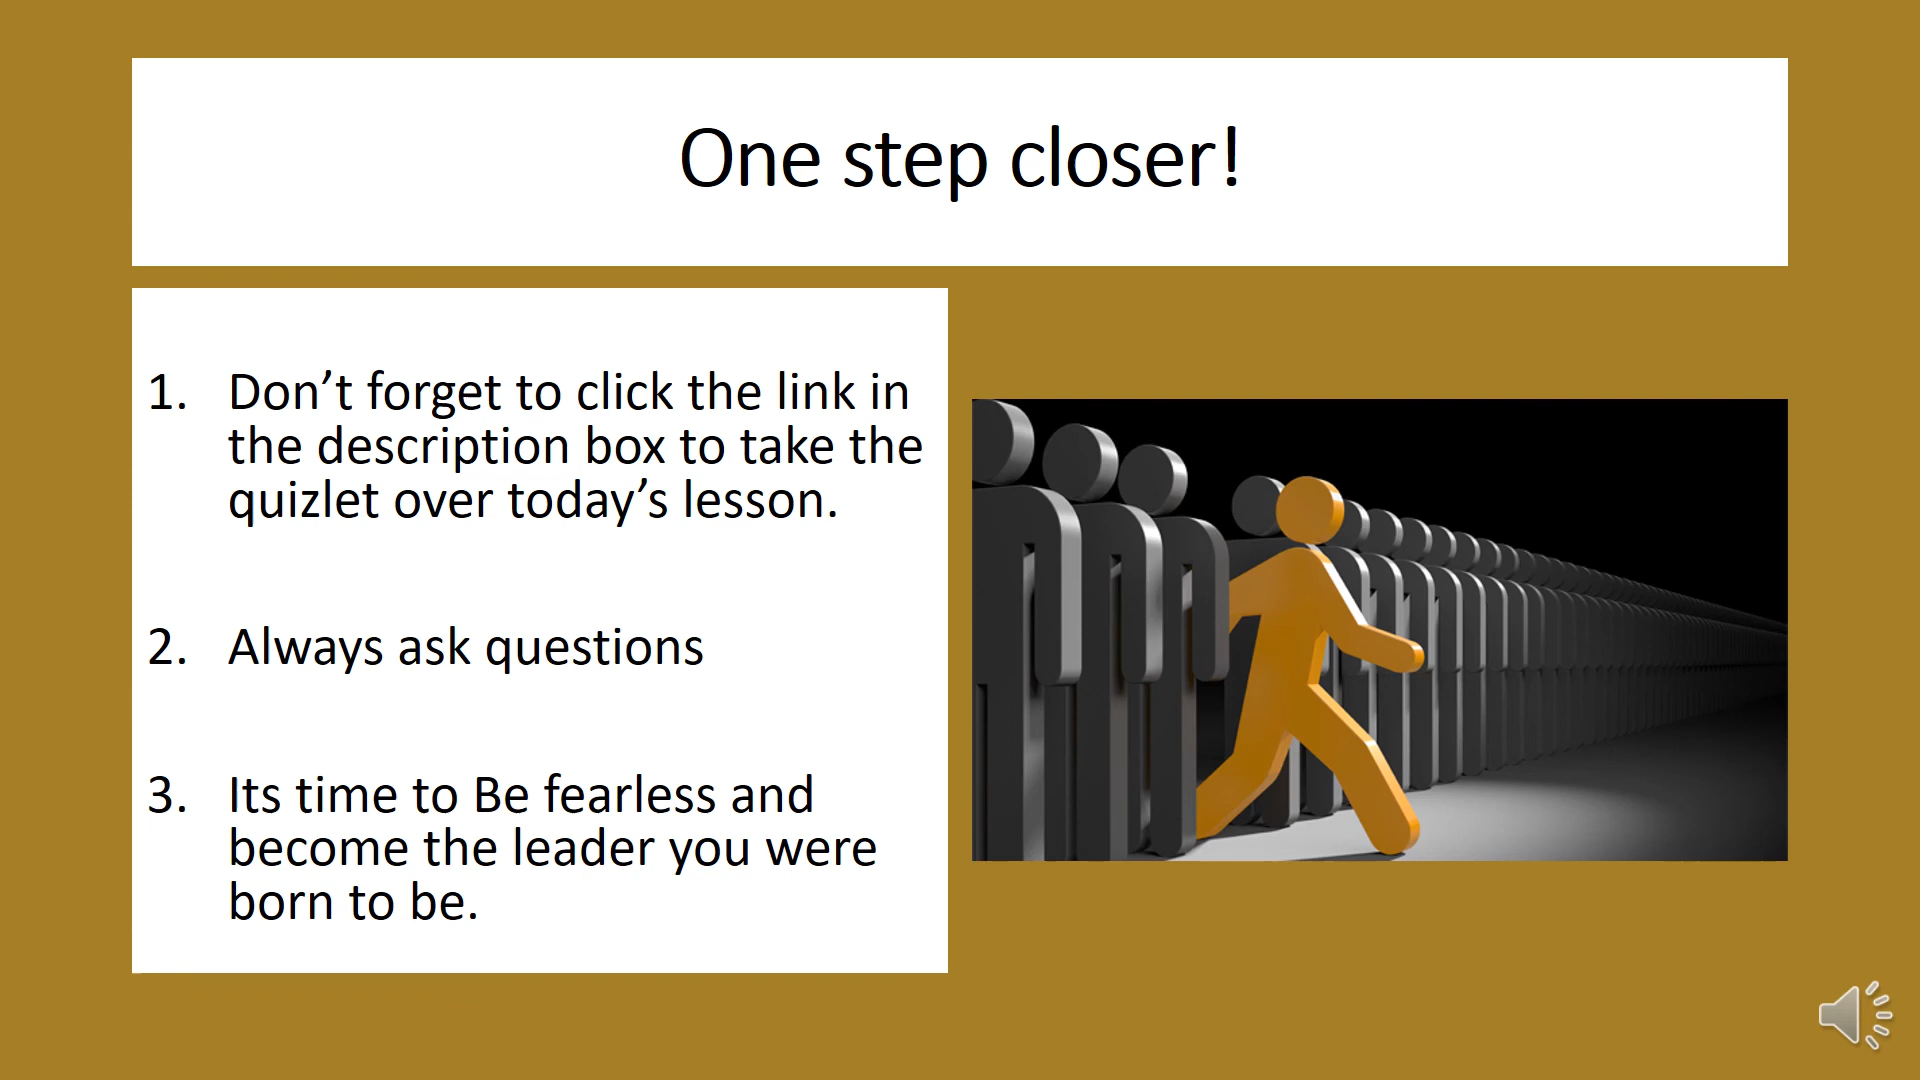 One step closer!
1. Don’t forget to click the link in
the description box to take the
quizlet over today’s lesson.
2. Always ask questions
3. Its time to Be fearless and
become the leader you were
born to be.